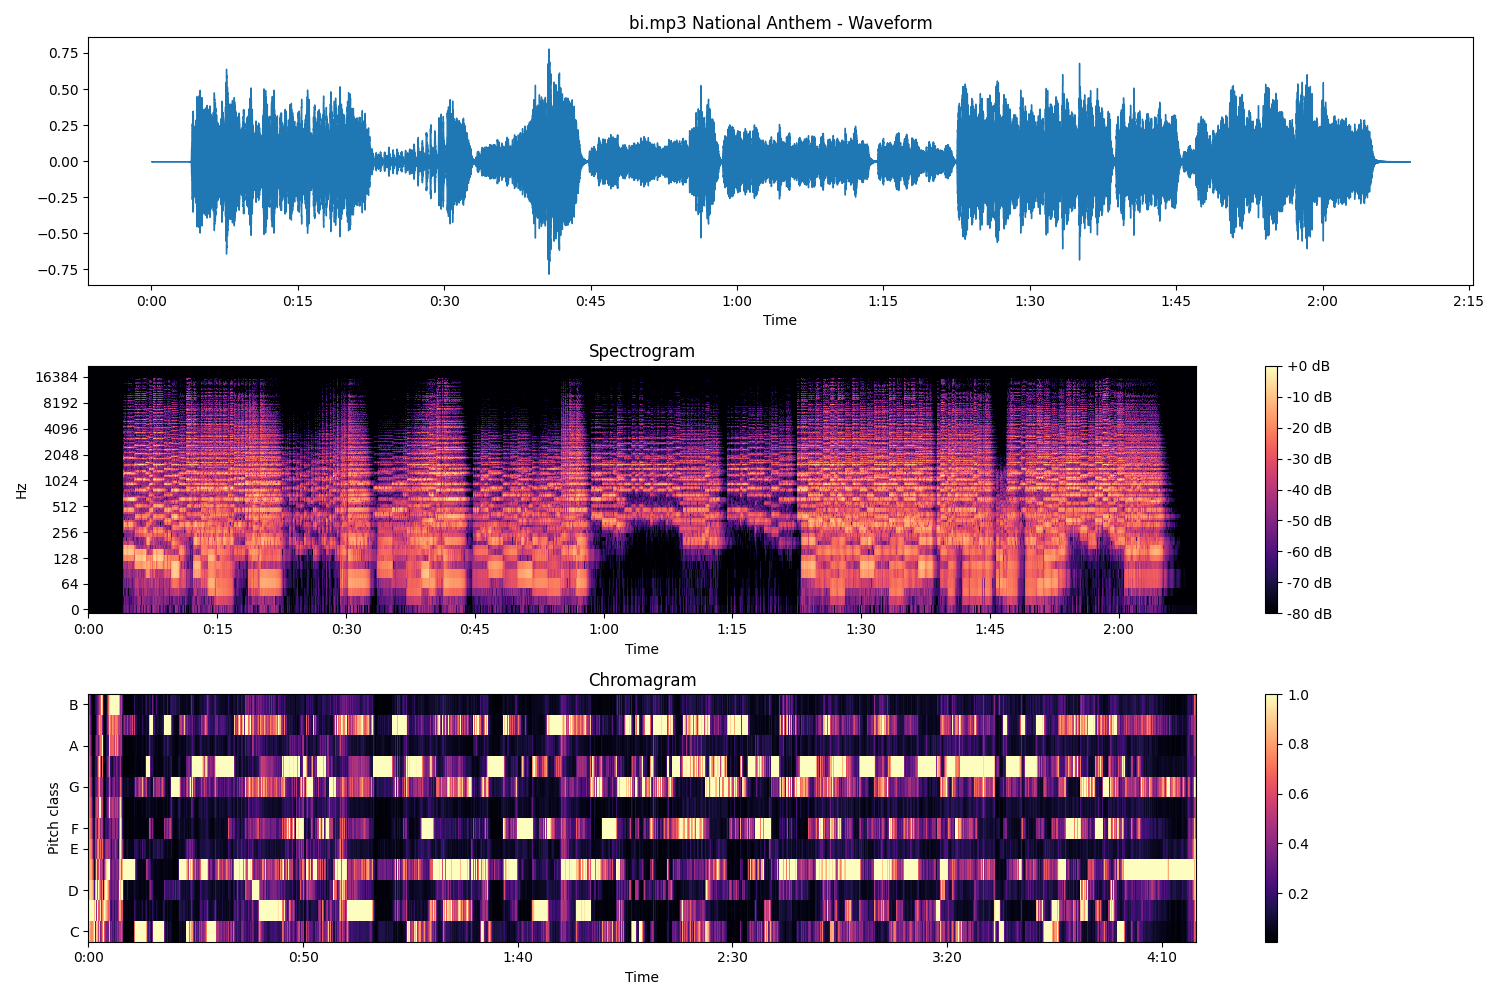 bi.mp3 National Anthem - Waveform
0.75
0.50
0.25
0.00
−0.25
−0.50
−0.75
0:00 0:15 0:30 0:45 1:00 1:15 1:30 1:45 2:00 2:15
Time
Spectrogram
16384
8192
4096
2048
1024
512
256
128
64
0
Hz
0:00 0:15 0:30 0:45 1:00 1:15 1:30 1:45 2:00
Time
+0 dB
-10 dB
-20 dB
-30 dB
-40 dB
-50 dB
-60 dB
-70 dB
-80 dB
Chromagram
B
A
G
F
E
D
C
Pitch class
0:00 0:50 1:40 2:30 3:20 4:10
Time
1.0
0.8
0.6
0.4
0.2